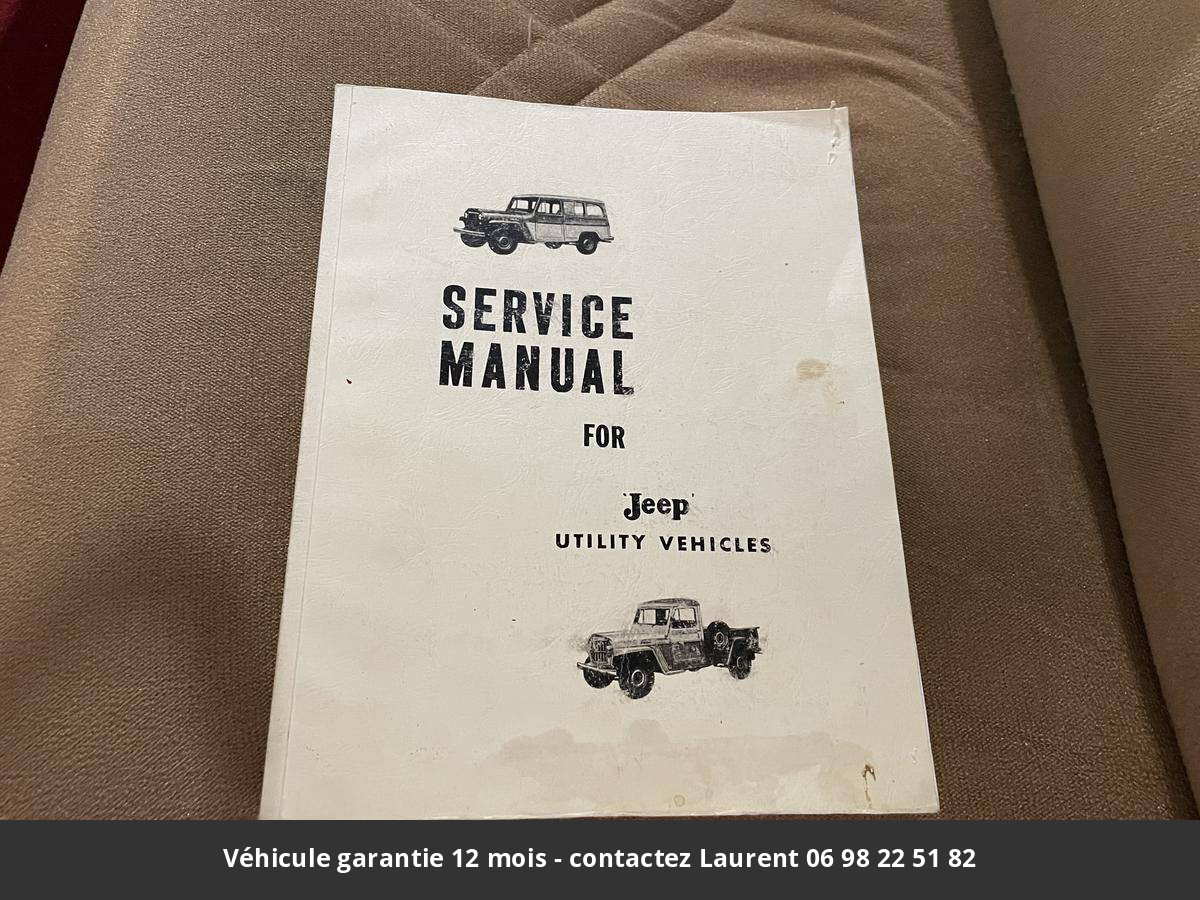 SERVICE
MANUAL
FOR
'Jeep'
UTILITY VEHICLES
Véhicule garantie 12 mois - contactez Laurent 06 98 22 51 82